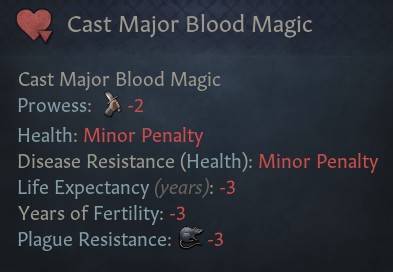 Cast Major Blood Magic
Cast Major Blood Magic
Prowess: -2
Health: Minor Penalty
Disease Resistance (Health): Minor Penalty
Life Expectancy (years): -3
Years of Fertility: -3
Plague Resistance: -3